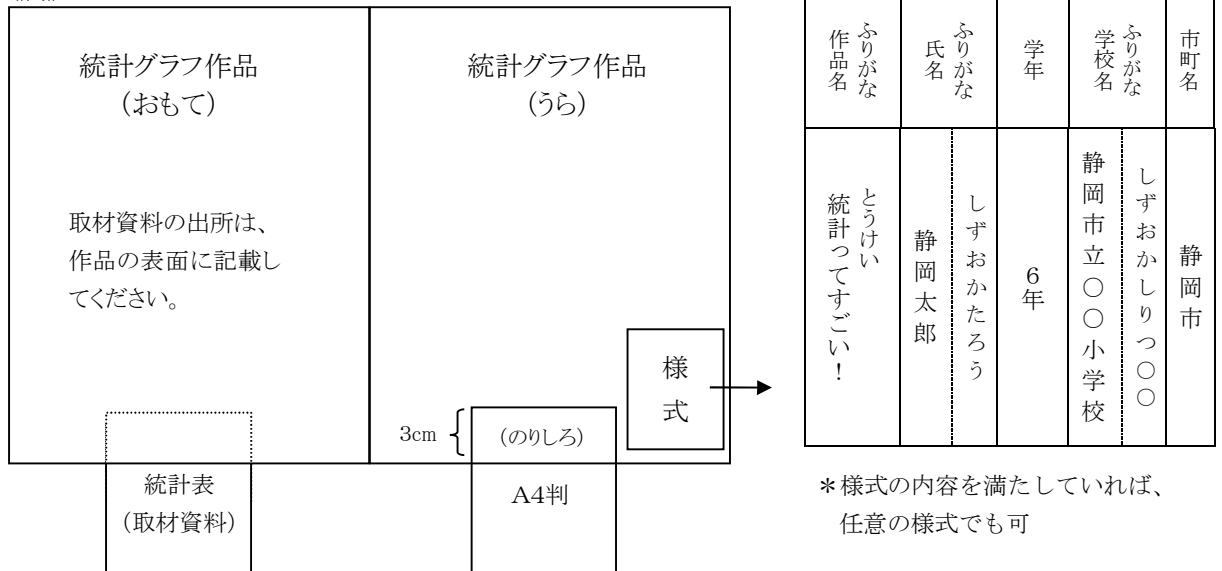 統計グラフ作品
(おもて)
取材資料の出所は、
作品の表面に記載し
てください。
統計表
(取材資料)
統計グラフ作品
(うら)
様
式
3cm
(のりしろ)
A4判
市町名
静岡市
ふりがな
学校名
しずおかしりつ〇〇
静岡市立〇〇小学校
学年
6年
ふりがな
氏名
しずおかたろう
静岡太郎
ふりがな
作品名
とうけい
統計ってすごい!
*様式の内容を満たしていれば、
任意の様式でも可